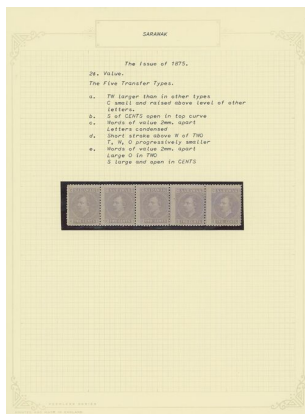 SARAWAK
The Issue of 1875.
2¢. Value.
The Five Transfer Types.
a. TW larger than in other types
C small and raised above level of other
letters.
b. S of CENTS open in top curve
c. Words of value 2mm. apart
Letters condensed
d. Short stroke above N of TWO
T, W, O progressively smaller
e. Words of value 2mm. apart
Large O in TWO
S large and open in CENTS